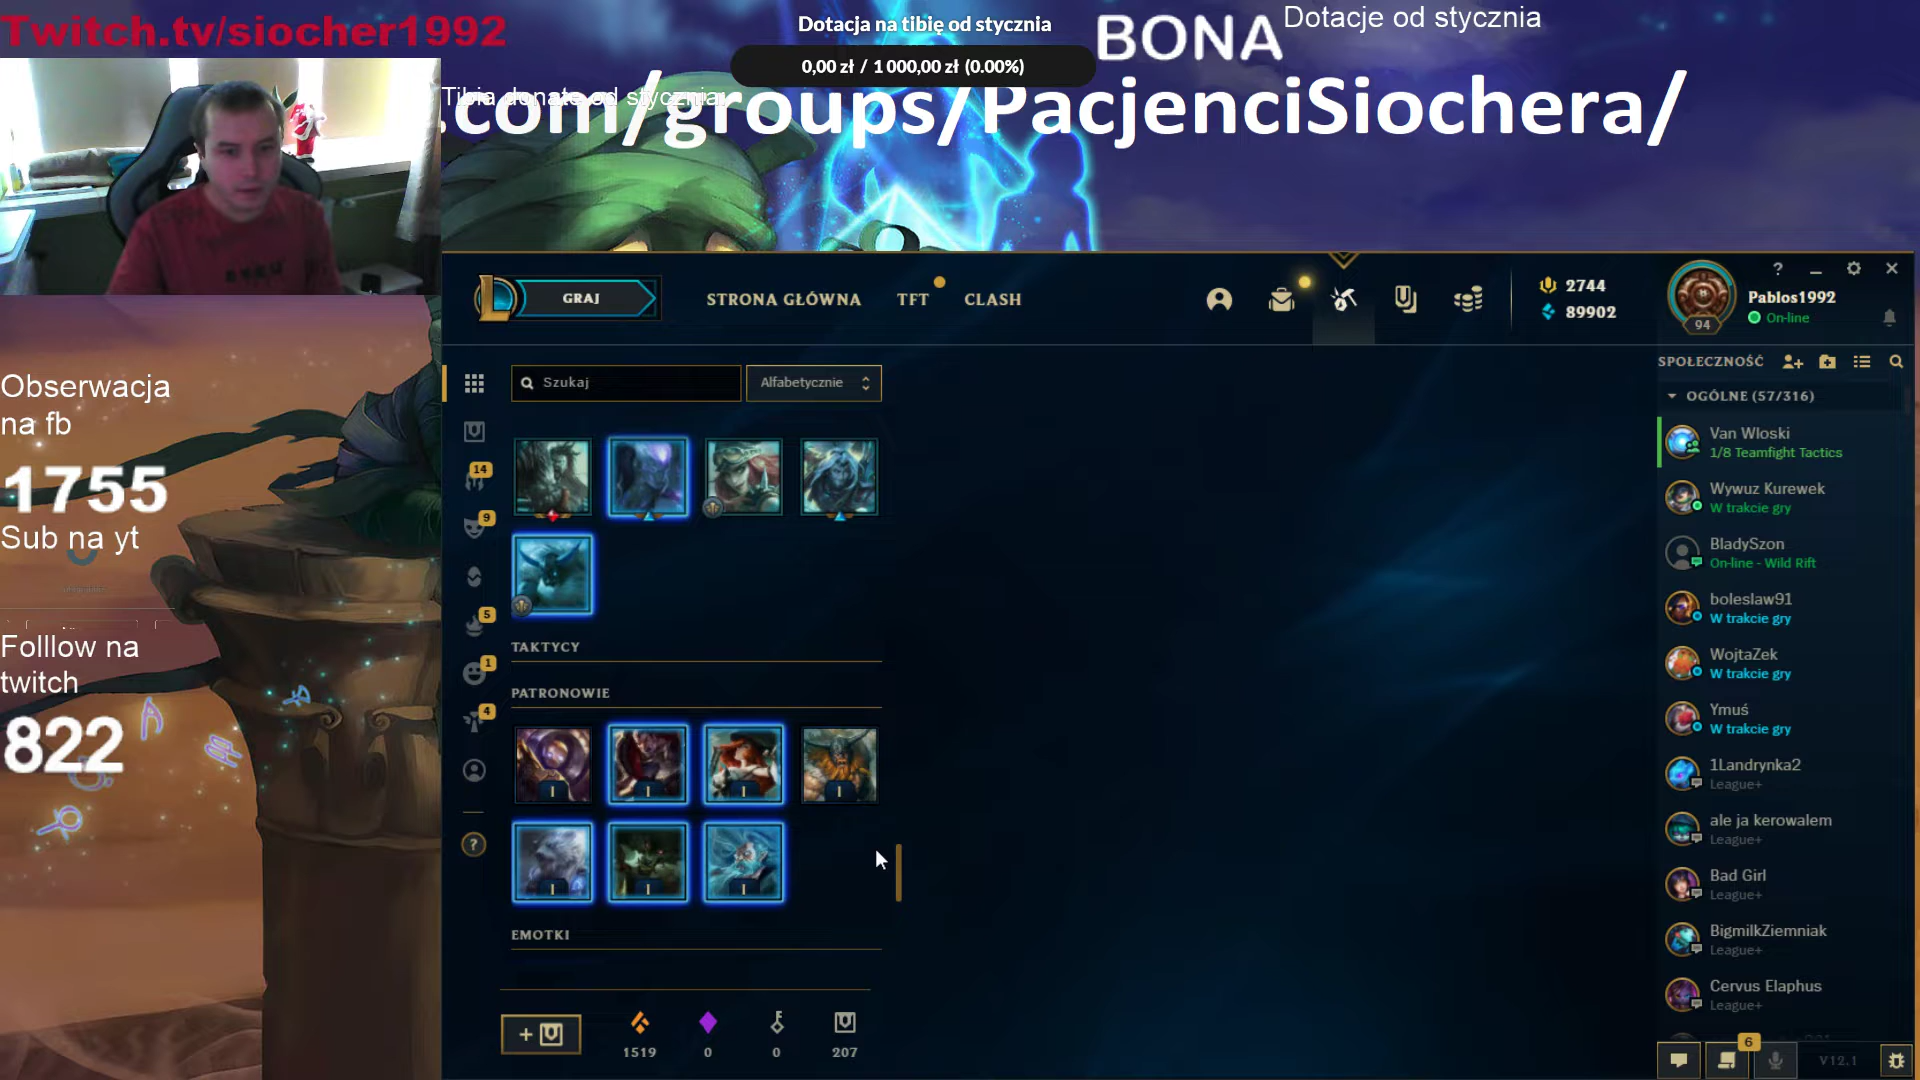 Twitch.tv/siocher1992
Dotacja na tibię od stycznia
0,00 zł / 1 000,00 zł (0.00%)
BONA
Dotacje od stycznia
Tibia donate od stycznia
.com/groups/PacjenciSiochera/
Obserwacja
na fb
1755
Sub na yt
Folllow na
twitch
822
GRAJ
STRONA GŁÓWNA
TFT
CLASH
2744
89902
94
Pablos1992
On-line
Szukaj
Alfabetycznie
14
9
5
1
4
TAKTYCY
PATRONOWIE
I
I
I
I
I
I
I
EMOTKI
1519
0
0
207
SPOŁECZNOŚĆ
OGÓLNE (57/316)
Van Wloski
1/8 Teamfight Tactics
Wywuz Kurewek
W trakcie gry
BladySzon
On-line - Wild Rift
boleslaw91
W trakcie gry
WojtaZek
W trakcie gry
Ymuś
W trakcie gry
1Landrynka2
League+
ale ja kerowalem
League+
Bad Girl
League+
BigmilkZiemniak
League+
Cervus Elaphus
League+
6
V12.1